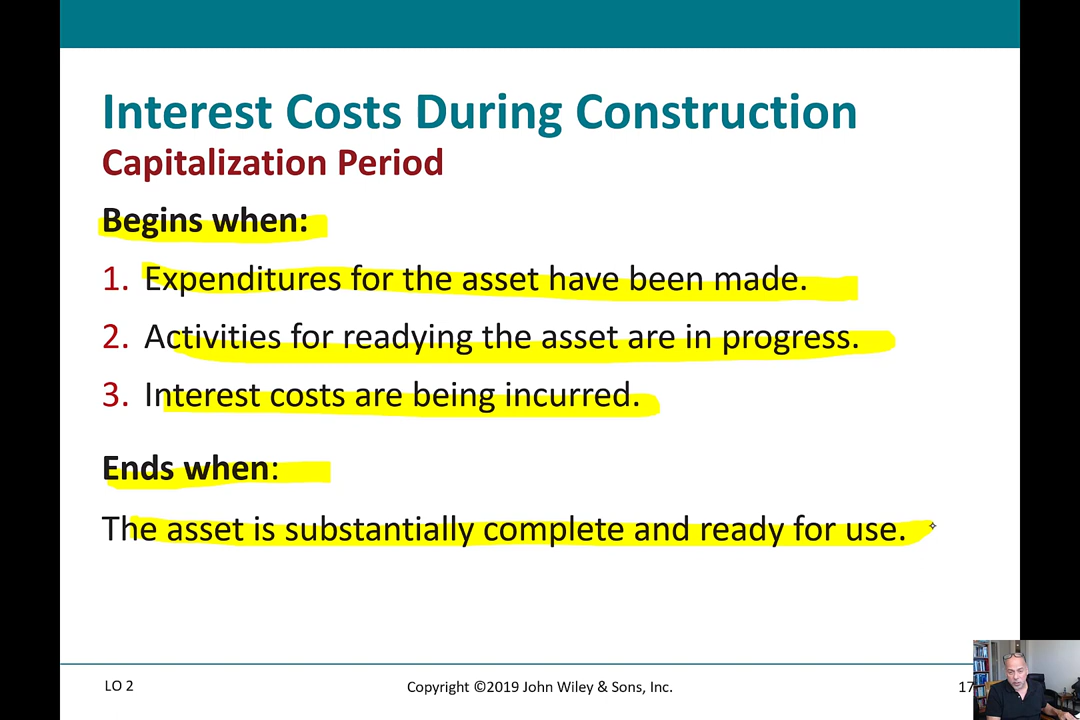 Interest Costs During Construction
Capitalization Period
Begins when:
1. Expenditures for the asset have been made.
2. Activities for readying the asset are in progress.
3. Interest costs are being incurred.
Ends when:
The asset is substantially complete and ready for use.
LO 2
Copyright ©2019 John Wiley & Sons, Inc.
17